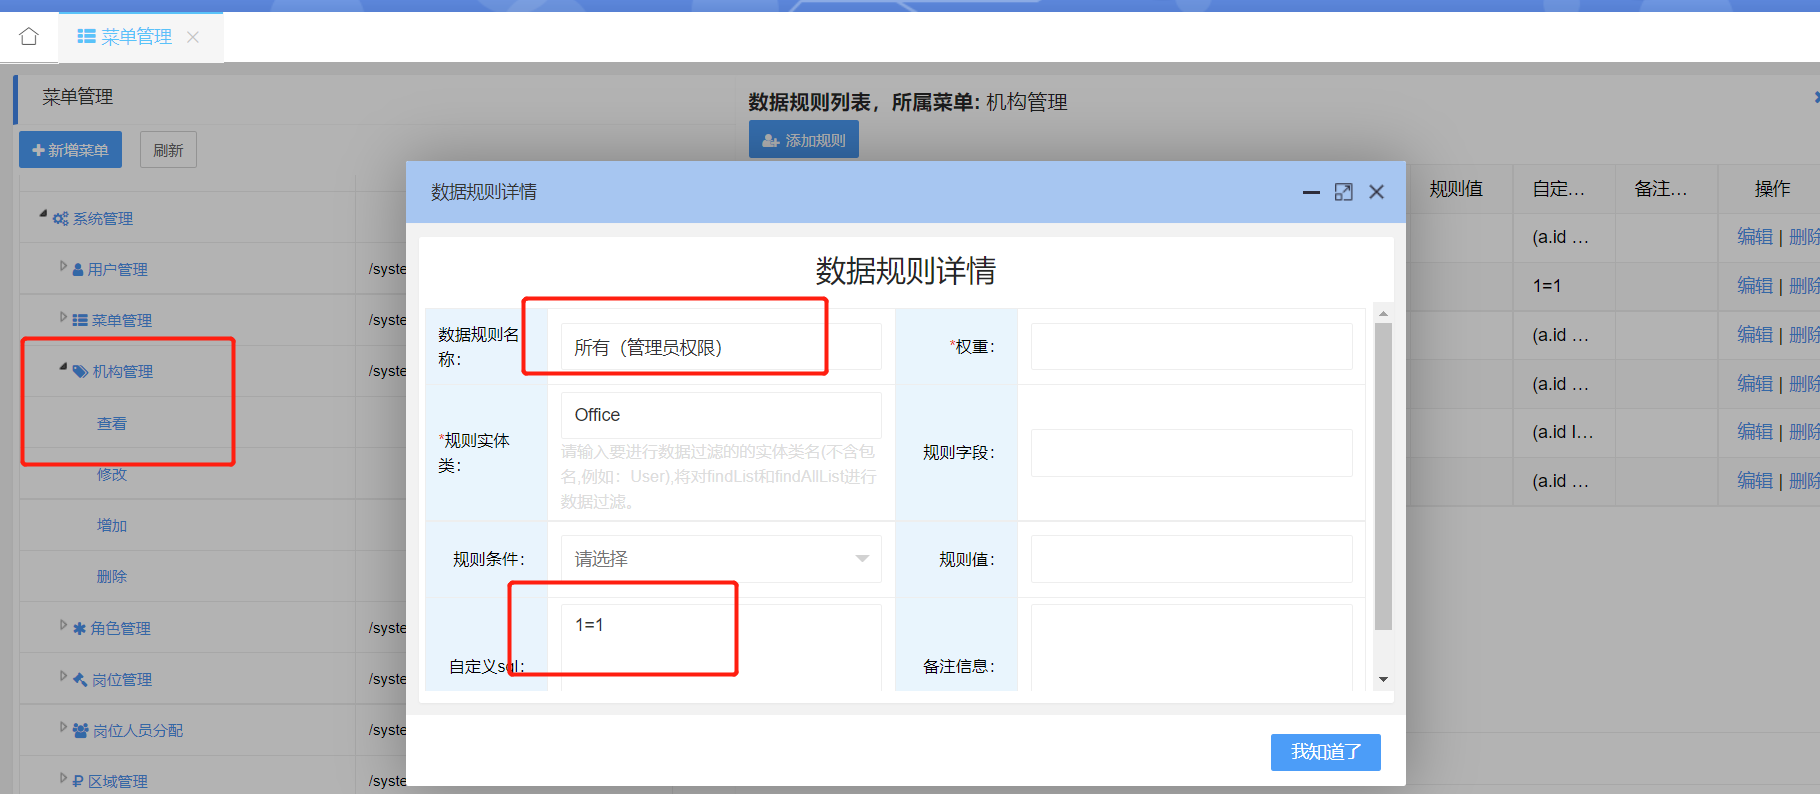 菜单管理
菜单管理
新增菜单
刷新
系统管理
用户管理
/syste
菜单管理
/syste
机构管理
/syste
查看
修改
增加
删除
角色管理
/syste
岗位管理
/syste
岗位人员分配
/syste
区域管理
/syste
数据规则列表，所属菜单: 机构管理
添加规则
规则值 自定... 备注... 操作
(a.id ... 编辑 | 删除
1=1 编辑 | 删除
(a.id ... 编辑 | 删除
(a.id ... 编辑 | 删除
(a.id I... 编辑 | 删除
(a.id ... 编辑 | 删除
数据规则详情
数据规则详情
数据规则名
称：
所有（管理员权限）
*权重：
*规则实体
类：
Office
请输入要进行数据过滤的的实体类名(不含包
名,例如：User),将对findList和findAllList进行
数据过滤。
规则字段：
规则条件：
请选择
规则值：
自定义sql：
1=1
备注信息：
我知道了